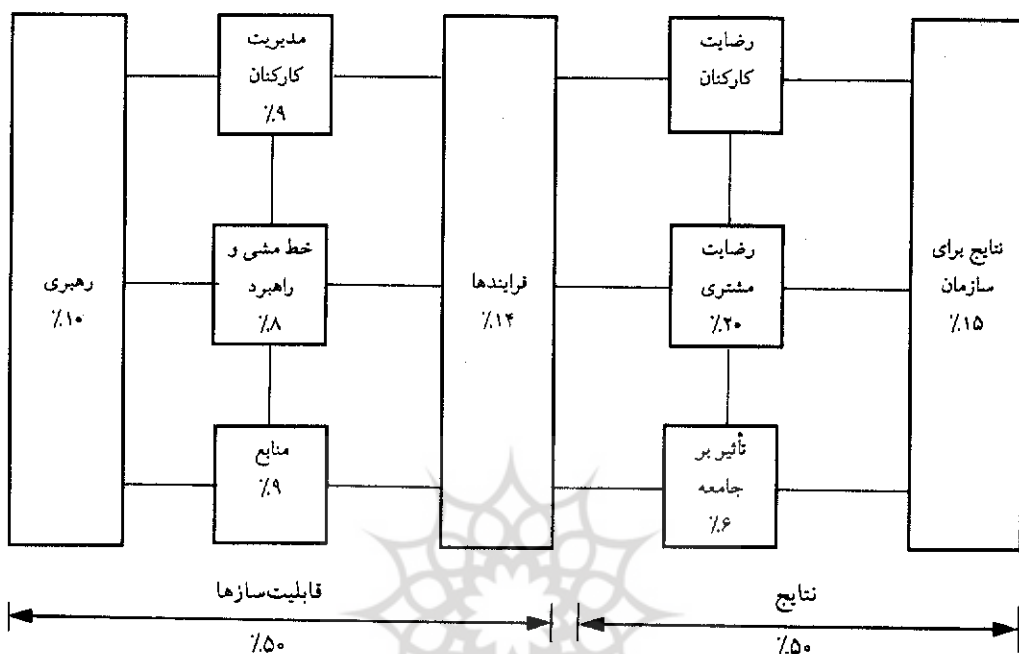 مدیریت
کارکنان
٪۹
رضایت
کارکنان
رهبری
٪۱۰
خط مشی و
راهبرد
٪۸
فرایندها
٪۱۴
رضایت
مشتری
٪۲۰
نتایج برای
سازمان
٪۱۵
منابع
٪۹
تأثیر بر
جامعه
٪۶
قابلیت‌سازها
٪۵۰
نتایج
٪۵۰